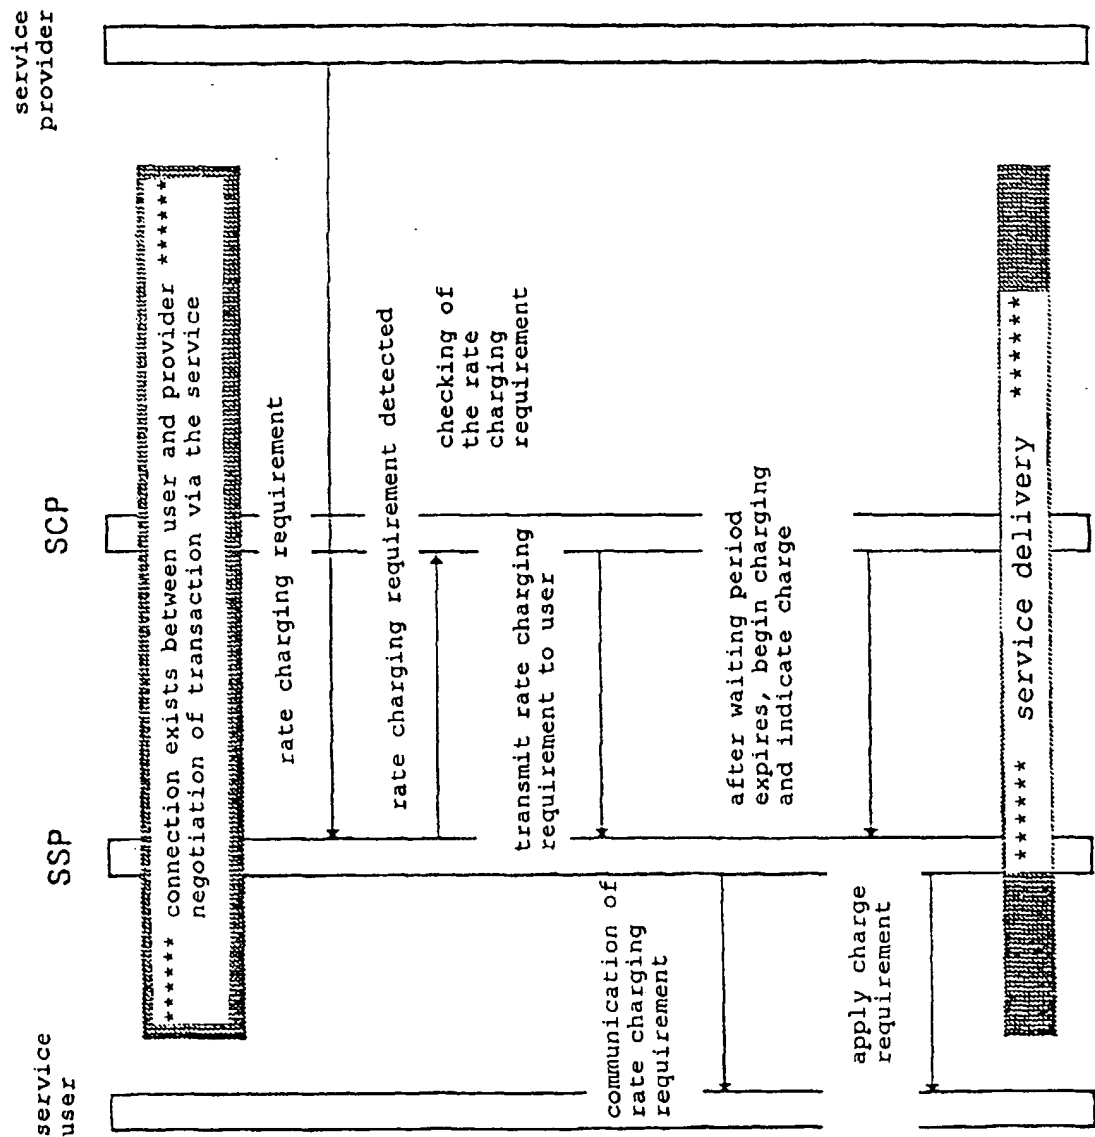 service
user
SSP
SCP
service
provider
****** connection exists between user and provider ******
negotiation of transaction via the service
rate charging requirement
rate charging requirement detected
checking of
the rate
charging
requirement
transmit rate charging
requirement to user
communication of
rate charging
requirement
after waiting period
expires, begin charging
and indicate charge
apply charge
requirement
****** service delivery ******